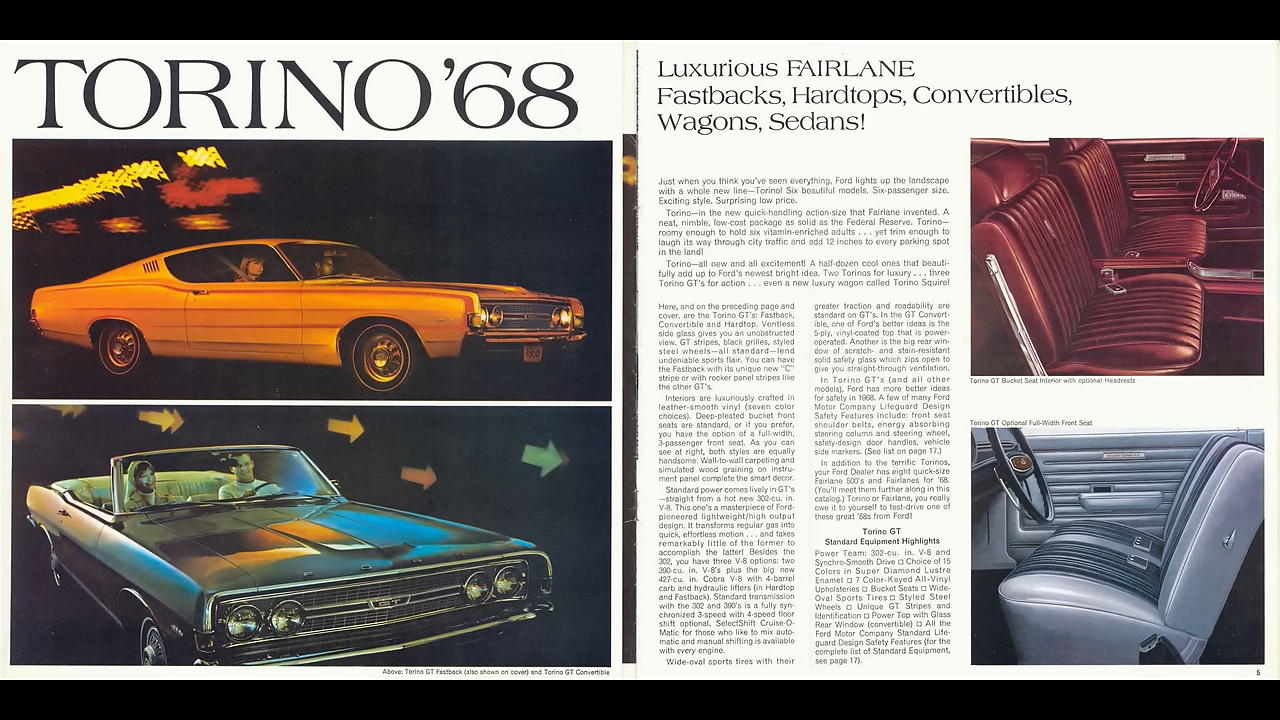 TORINO '68
Above: Torino GT Fastback (also shown on cover) and Torino GT Convertible
Luxurious FAIRLANE
Fastbacks, Hardtops, Convertibles,
Wagons, Sedans!
Just when you think you've seen everything, Ford lights up the landscape
with a whole new line—Torino! Six beautiful models. Six-passenger size.
Exciting style. Surprising low price.
Torino—in the new quick-handling action-size that Fairlane invented. A
neat, nimble, low-cost package as solid as the Federal Reserve. Torino—
roomy enough to hold six vitamin-enriched adults . . . yet trim enough to
laugh its way through city traffic and add 12 inches to every parking spot
in the land!
Torino—all new and all excitement! A half-dozen cool ones that beauti-
fully add up to Ford's newest bright idea. Two Torinos for luxury . . . three
Torino GT's for action . . . even a new luxury wagon called Torino Squire!
Here, and on the preceding page and
cover, are the Torino GT's: Fastback,
Convertible and Hardtop. Ventless
side glass gives you an unobstructed
view. GT stripes, black grilles, styled
steel wheels—all standard—lend
undeniable sports flair. You can have
the Fastback with its unique new "C"
stripe or with rocker panel stripes like
the other GT's.
Interiors are luxuriously crafted in
leather-smooth vinyl (seven color
choices). Deep-pleated bucket front
seats are standard, or if you prefer,
you have the option of a full-width,
3-passenger front seat. As you can
see at right, both styles are equally
handsome. Wall-to-wall carpeting and
simulated wood graining on instru-
ment panel complete the smart decor.
Standard power comes lively in GT's
—straight from a hot new 302-cu. in.
V-8. This one's a masterpiece of Ford-
pioneered lightweight/high output
design. It transforms regular gas into
quick, effortless motion . . . and takes
remarkably little of the former to
accomplish the latter! Besides the
302, you have three V-8 options: two
390-cu. in. V-8's plus the big new
427-cu. in. Cobra V-8 with 4-barrel
carb and hydraulic lifters (in Hardtop
and Fastback). Standard transmission
with the 302 and 390's is a fully syn-
chronized 3-speed with 4-speed floor
shift optional. SelectShift Cruise-O-
Matic for those who like to mix auto-
matic and manual shifting is available
with every engine.
Wide-oval sports tires with their
greater traction and roadability are
standard on GT's. In the GT Convert-
ible, one of Ford's better ideas is the
5-ply, vinyl-coated top that is power-
operated. Another is the big rear win-
dow of scratch- and stain-resistant
solid safety glass which zips open to
give you straight-through ventilation.
In Torino GT's (and all other
models), Ford has more better ideas
for safety in 1968. A few of many Ford
Motor Company Lifeguard Design
Safety Features include: front seat
shoulder belts, energy absorbing
steering column and steering wheel,
safety-design door handles, vehicle
side markers. (See list on page 17.)
In addition to the terrific Torinos,
your Ford Dealer has eight quick-size
Fairlane 500's and Fairlanes for '68.
(You'll meet them further along in this
catalog.) Torino or Fairlane, you really
owe it to yourself to test-drive one of
these great '68s from Ford!
Torino GT
Standard Equipment Highlights
Power Team: 302-cu. in. V-8 and
Synchro-Smooth Drive □ Choice of 15
Colors in Super Diamond Lustre
Enamel □ 7 Color-Keyed All-Vinyl
Upholsteries □ Bucket Seats □ Wide-
Oval Sports Tires □ Styled Steel
Wheels □ Unique GT Stripes and
Identification □ Power Top with Glass
Rear Window (convertible) □ All the
Ford Motor Company Standard Life-
guard Design Safety Features (for the
complete list of Standard Equipment,
see page 17).
Torino GT Bucket Seat Interior with optional Headrests
Torino GT Optional Full-Width Front Seat
5
1968
GT